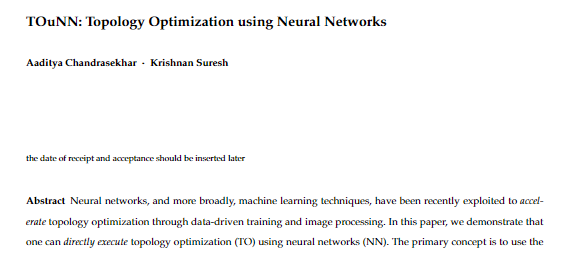 TOuNN: Topology Optimization using Neural Networks
Aaditya Chandrasekhar · Krishnan Suresh
the date of receipt and acceptance should be inserted later
Abstract Neural networks, and more broadly, machine learning techniques, have been recently exploited to accel-
erate topology optimization through data-driven training and image processing. In this paper, we demonstrate that
one can directly execute topology optimization (TO) using neural networks (NN). The primary concept is to use the